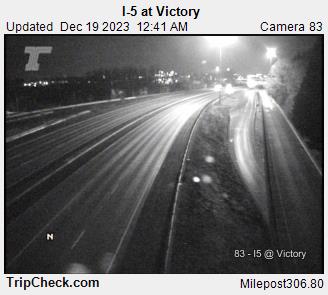 I-5 at Victory
Updated Dec 19 2023 12:41 AM Camera 83
T
N
83 - I5 @ Victory
TripCheck.com Milepost306.80